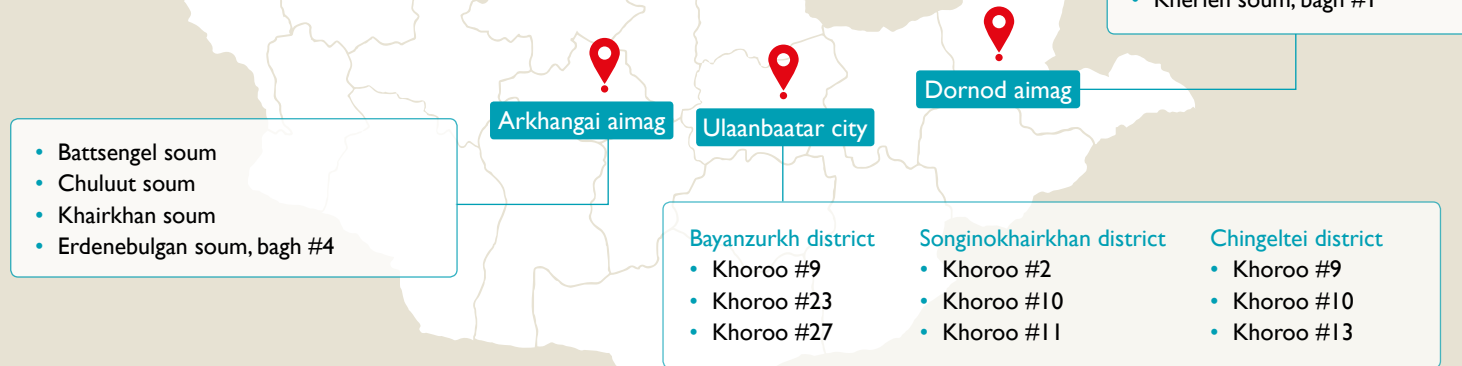 Kherlen soum, bagh #1
Dornod aimag
Arkhangai aimag
Ulaanbaatar city
• Battsengel soum
• Chuluut soum
• Khairkhan soum
• Erdenebulgan soum, bagh #4
Bayanzurkh district
• Khoroo #9
• Khoroo #23
• Khoroo #27
Songinokhairkhan district
• Khoroo #2
• Khoroo #10
• Khoroo #11
Chingeltei district
• Khoroo #9
• Khoroo #10
• Khoroo #13